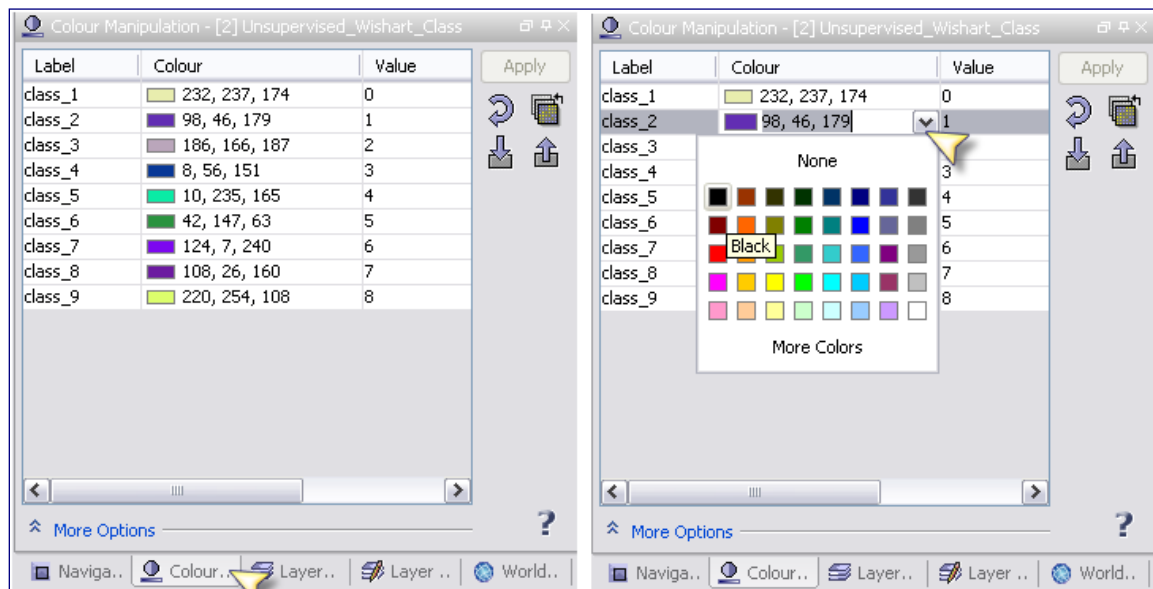 Colour Manipulation - [2] Unsupervised_Wishart_Class
Label Colour Value
Apply
class_1 232, 237, 174 0
class_2 98, 46, 179 1
class_3 186, 166, 187 2
class_4 8, 56, 151 3
class_5 10, 235, 165 4
class_6 42, 147, 63 5
class_7 124, 7, 240 6
class_8 108, 26, 160 7
class_9 220, 254, 108 8
More Options
?
Naviga.. Colour.. Layer.. Layer .. World..
Colour Manipulation - [2] Unsupervised_Wishart_Class
Label Colour Value
Apply
class_1 232, 237, 174 0
class_2 98, 46, 179 1
class_3
None
class_4 3
class_5 4
class_6 5
Black
class_7 6
class_8 7
class_9 8
More Colors
More Options
?
Naviga.. Colour.. Layer.. Layer .. World..